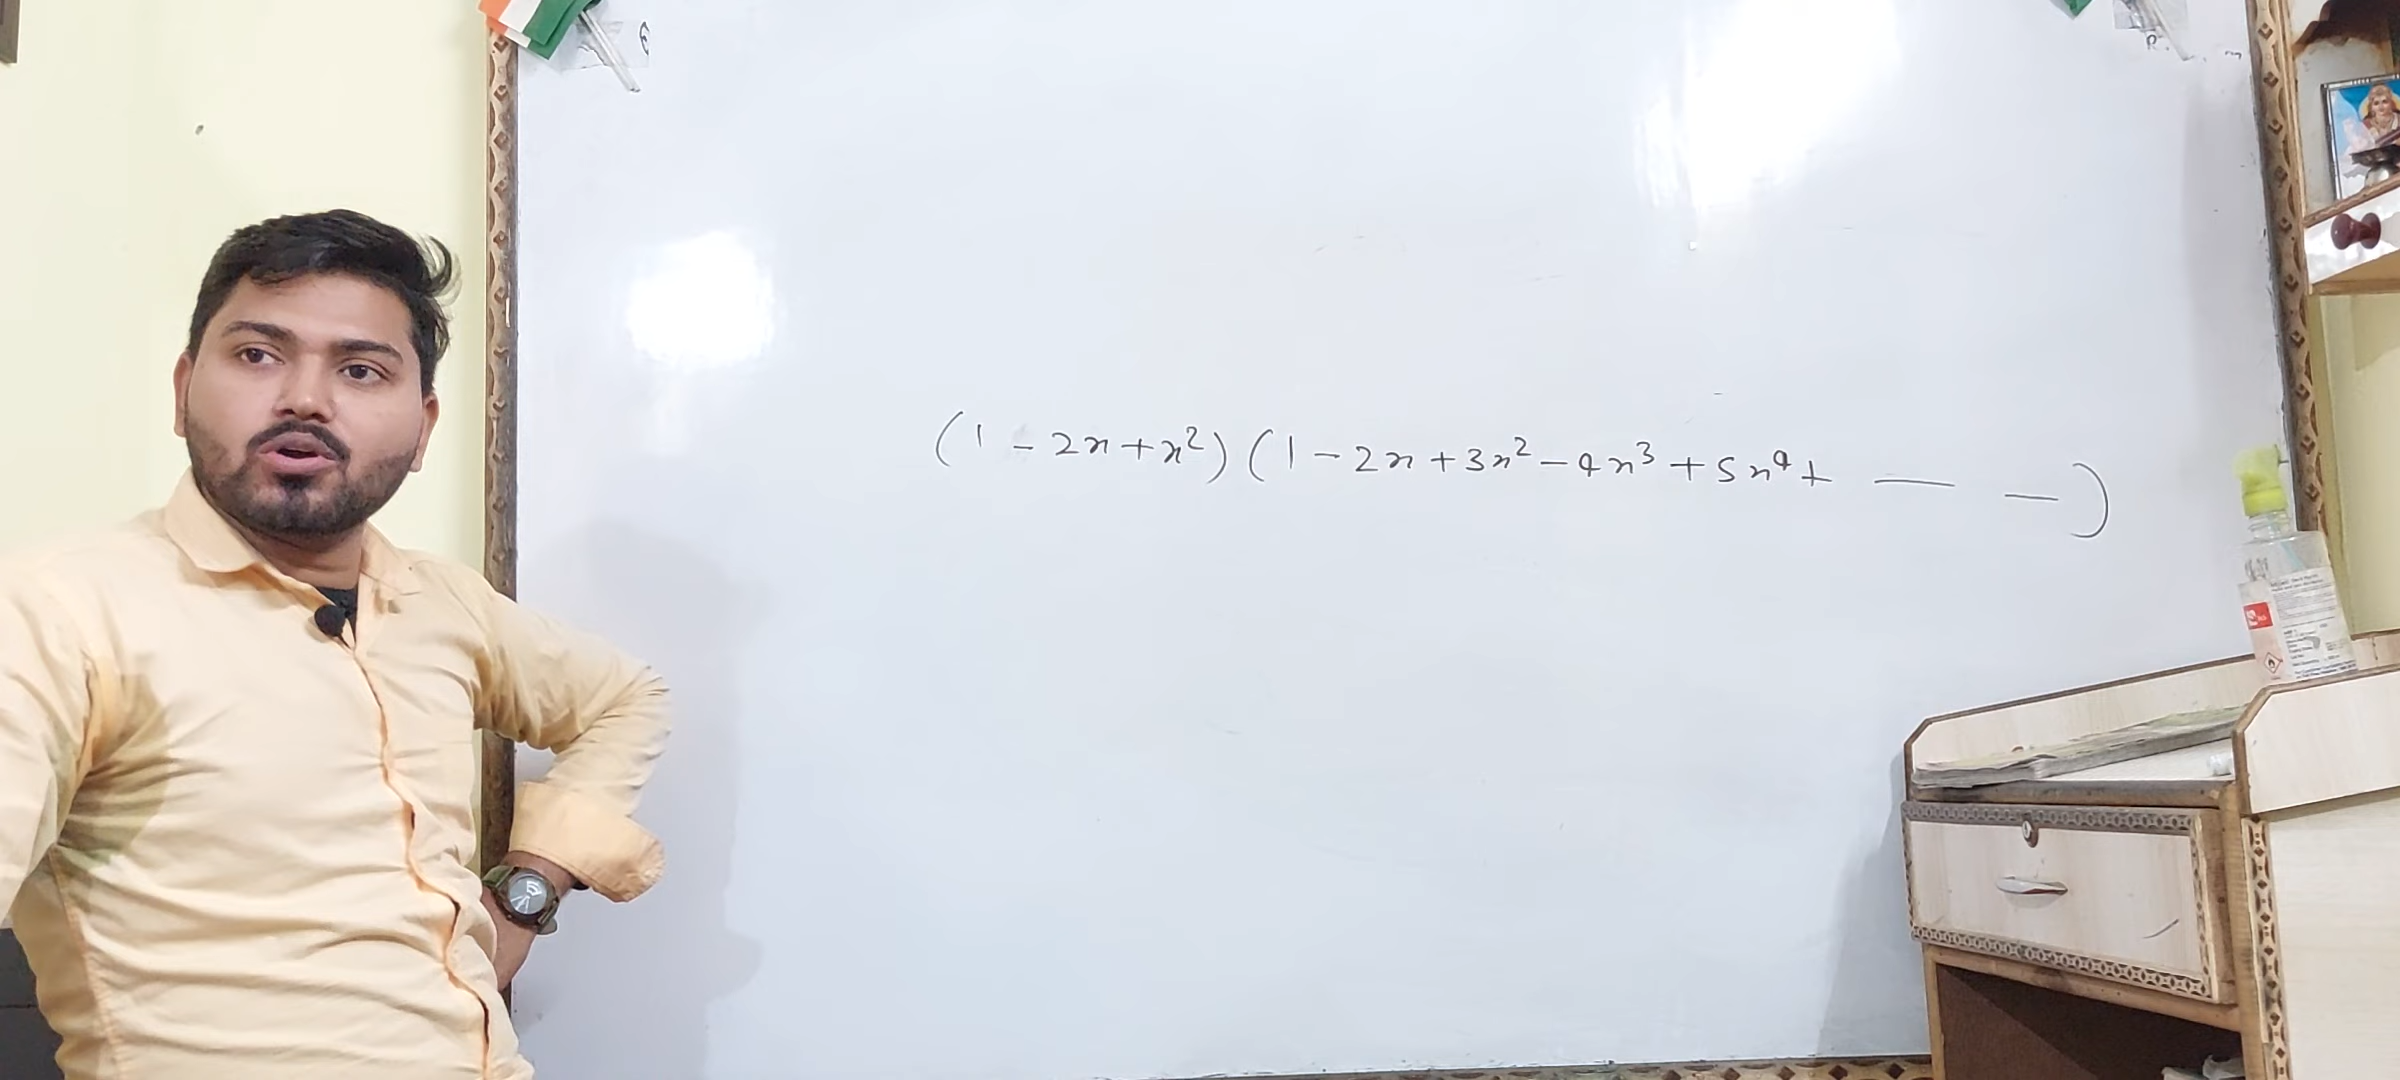 (1 - 2x + x²) (1 - 2x + 3x² - 4x³ + 5x⁴ + — —)